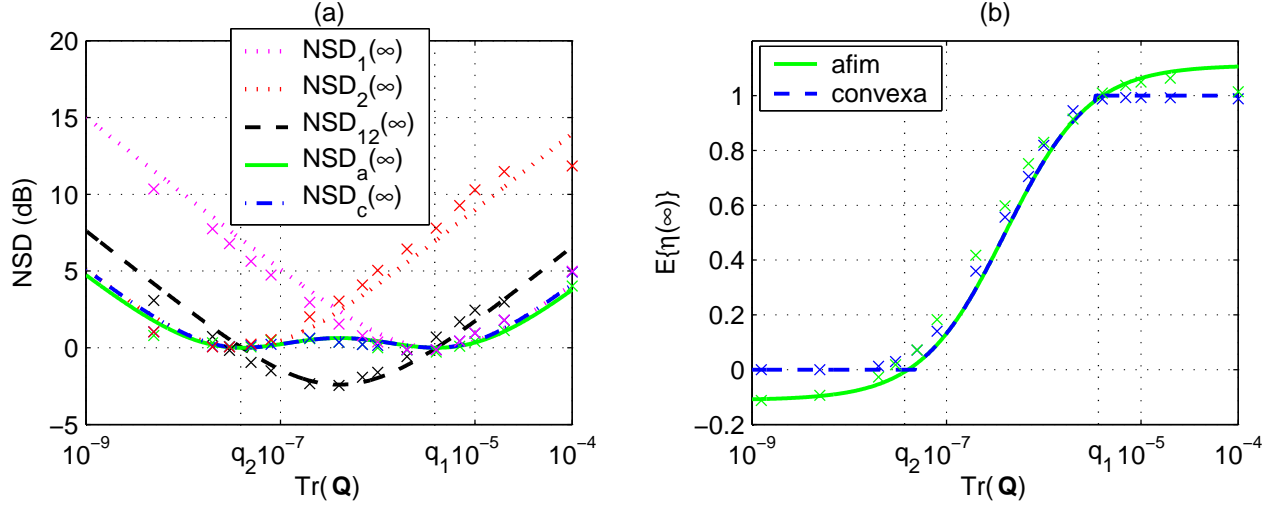 (a)
20
15
10
5
0
−5
NSD (dB)
NSD₁(∞)
NSD₂(∞)
NSD₁₂(∞)
NSDₐ(∞)
NSD_c(∞)
10⁻⁹ q₂ 10⁻⁷ q₁ 10⁻⁵ 10⁻⁴
Tr(Q)
(b)
1
0.8
0.6
0.4
0.2
0
−0.2
E{η(∞)}
afim
convexa
10⁻⁹ q₂ 10⁻⁷ q₁ 10⁻⁵ 10⁻⁴
Tr(Q)